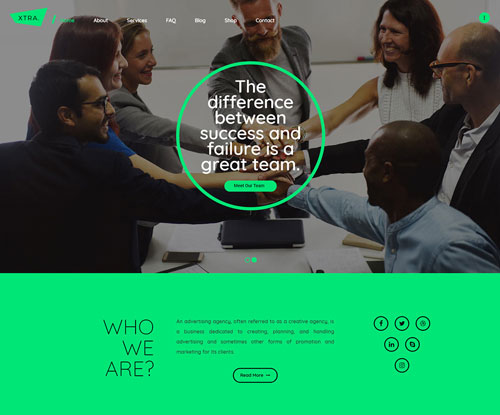 XTRA.
/ Home About Services FAQ Blog Shop Contact
The
difference
between
success and
failure is a
great team.
Meet Our Team
WHO
WE
ARE?
An advertising agency, often referred to as a creative agency, is
a business dedicated to creating, planning, and handling
advertising and sometimes other forms of promotion and
marketing for its clients.
Read More →